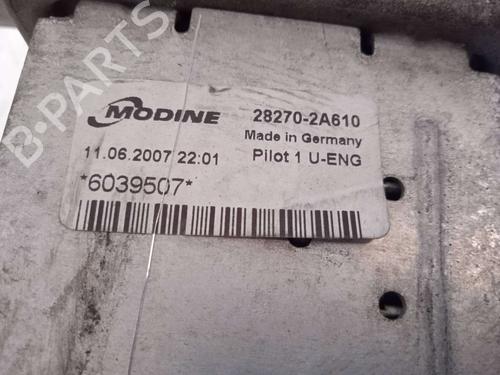 B-PARTS
MODINE
28270-2A610
Made in Germany
11.06.2007 22:01
Pilot 1 U-ENG
*6039507*